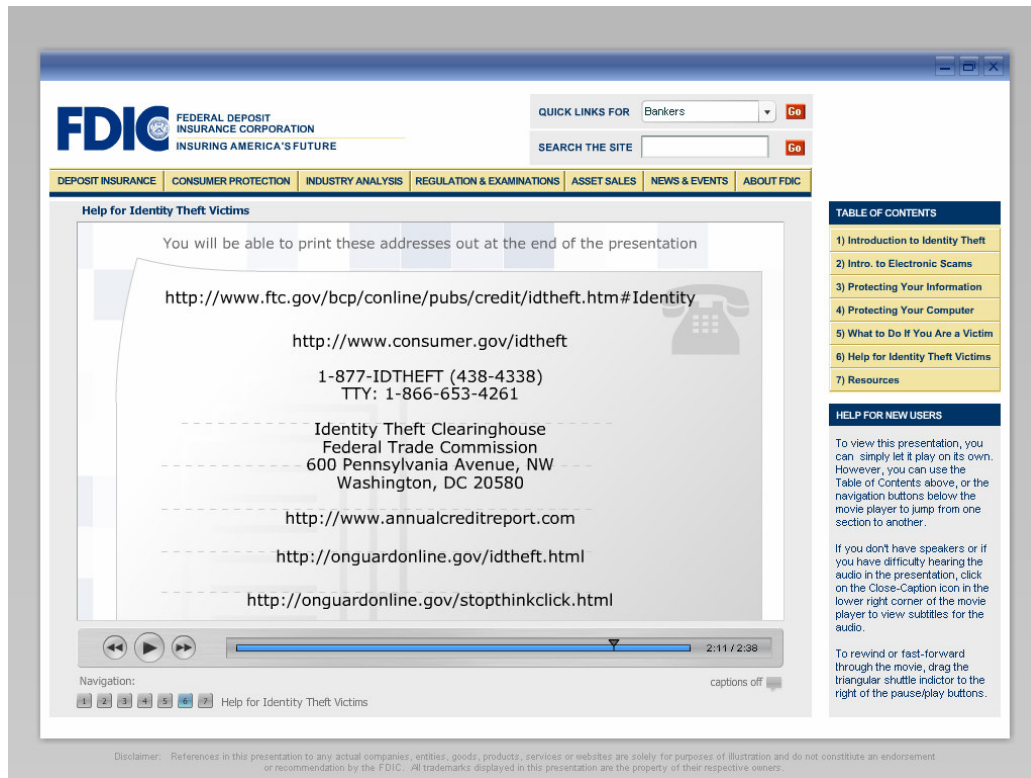 FDIC
FEDERAL DEPOSIT
INSURANCE CORPORATION
INSURING AMERICA'S FUTURE
QUICK LINKS FOR Bankers Go
SEARCH THE SITE Go
DEPOSIT INSURANCE CONSUMER PROTECTION INDUSTRY ANALYSIS REGULATION & EXAMINATIONS ASSET SALES NEWS & EVENTS ABOUT FDIC
Help for Identity Theft Victims
You will be able to print these addresses out at the end of the presentation
http://www.ftc.gov/bcp/conline/pubs/credit/idtheft.htm#Identity
http://www.consumer.gov/idtheft
1-877-IDTHEFT (438-4338)
TTY: 1-866-653-4261
Identity Theft Clearinghouse
Federal Trade Commission
600 Pennsylvania Avenue, NW
Washington, DC 20580
http://www.annualcreditreport.com
http://onguardonline.gov/idtheft.html
http://onguardonline.gov/stopthinkclick.html
2:11 / 2:38
Navigation:
captions off
1 2 3 4 5 6 7 Help for Identity Theft Victims
TABLE OF CONTENTS
1) Introduction to Identity Theft
2) Intro. to Electronic Scams
3) Protecting Your Information
4) Protecting Your Computer
5) What to Do If You Are a Victim
6) Help for Identity Theft Victims
7) Resources
HELP FOR NEW USERS
To view this presentation, you
can simply let it play on its own.
However, you can use the
Table of Contents above, or the
navigation buttons below the
movie player to jump from one
section to another.
If you don't have speakers or if
you have difficulty hearing the
audio in the presentation, click
on the Close-Caption icon in the
lower right corner of the movie
player to view subtitles for the
audio.
To rewind or fast-forward
through the movie, drag the
triangular shuttle indictor to the
right of the pause/play buttons.
Disclaimer: References in this presentation to any actual companies, entities, goods, products, services or websites are solely for purposes of illustration and do not constitiute an endorsement
or recommendation by the FDIC. All trademarks displayed in this presentation are the property of their respective owners.